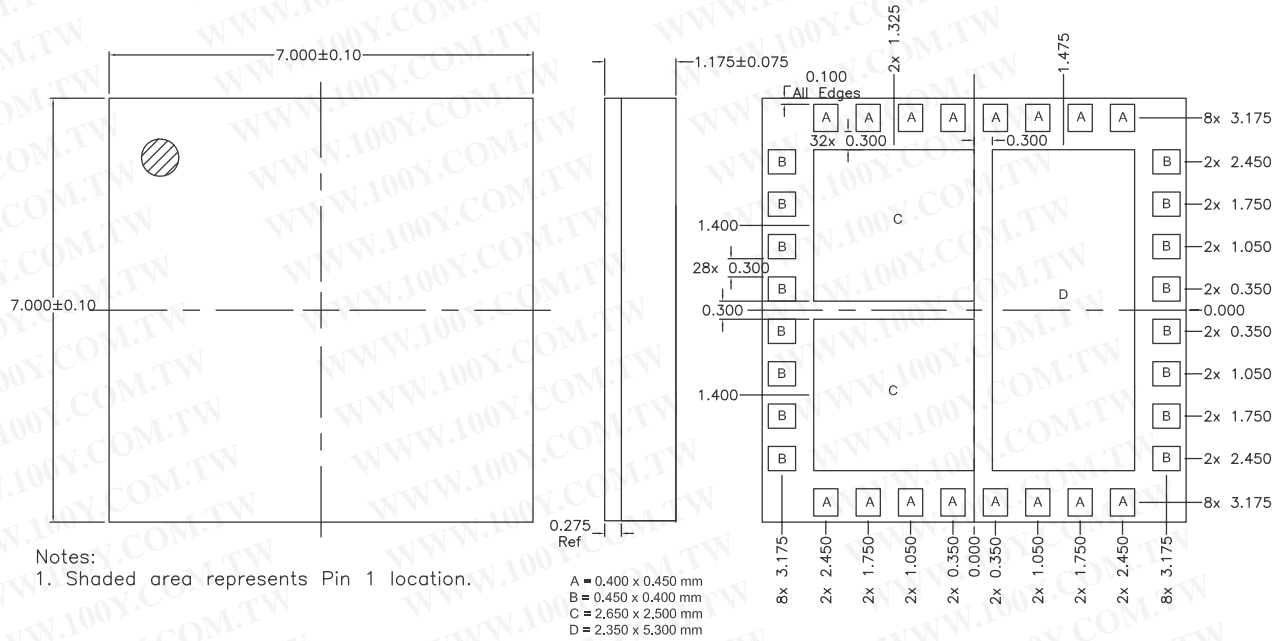 7.000±0.10
7.000±0.10
1.175±0.075
0.275
Ref
Notes:
1. Shaded area represents Pin 1 location.
0.100
All Edges
2x 1.325
1.475
A A A A A A A A
8x 3.175
32x 0.300
0.300
B
B
B
B
B
B
B
B
C
C
D
B
B
B
B
B
B
B
B
1.400
28x 0.300
0.300
1.400
2x 2.450
2x 1.750
2x 1.050
2x 0.350
0.000
2x 0.350
2x 1.050
2x 1.750
2x 2.450
A A A A A A A A
8x 3.175
8x 3.175
2x 2.450
2x 1.750
2x 1.050
2x 0.350
0.000
2x 0.350
2x 1.050
2x 1.750
2x 2.450
8x 3.175
A = 0.400 x 0.450 mm
B = 0.450 x 0.400 mm
C = 2.650 x 2.500 mm
D = 2.350 x 5.300 mm
WWW.100Y.COM.TW